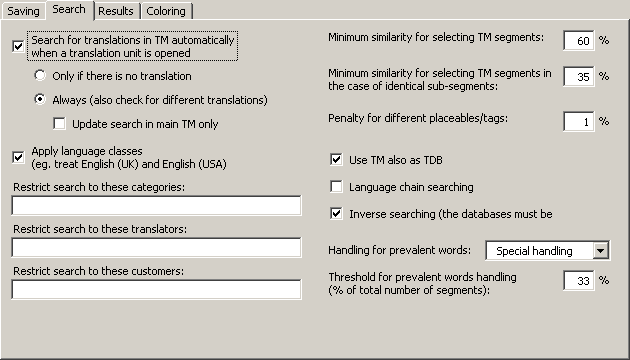 Saving Search Results Coloring
Search for translations in TM automatically
when a translation unit is opened
Only if there is no translation
Always (also check for different translations)
Update search in main TM only
Apply language classes
(eg. treat English (UK) and English (USA)
Restrict search to these categories:
Restrict search to these translators:
Restrict search to these customers:
Minimum similarity for selecting TM segments: 60 %
Minimum similarity for selecting TM segments in
the case of identical sub-segments: 35 %
Penalty for different placeables/tags: 1 %
Use TM also as TDB
Language chain searching
Inverse searching (the databases must be
Handling for prevalent words: Special handling
Threshold for prevalent words handling
(% of total number of segments): 33 %